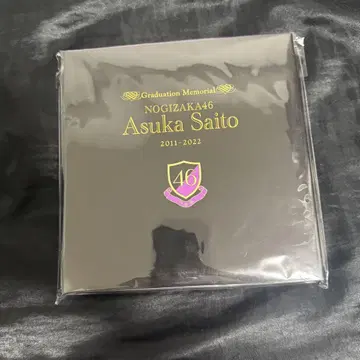 Graduation Memorial
NOGIZAKA46
Asuka Saito
2011-2022
46